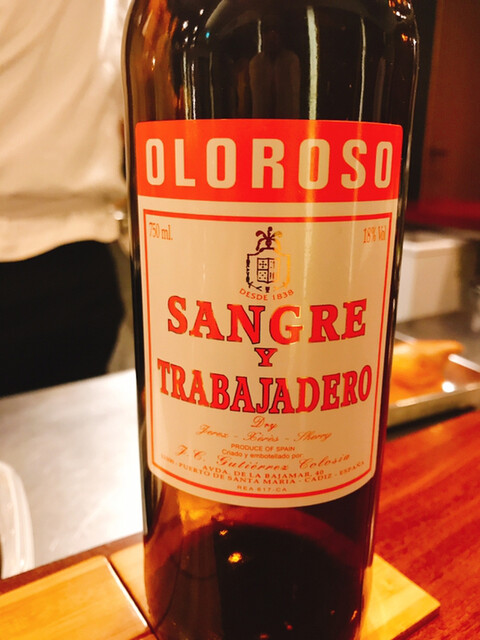 OLOROSO
750 ml. 18% Vol
DESDE 1838
SANGRE
Y
TRABAJADERO
Dry
Jerez - Xérès - Sherry
PRODUCE OF SPAIN
Criado y embotellado por:
J. C. Gutiérrez Colosía
AVDA. DE LA BAJAMAR, 40
PUERTO DE SANTA MARIA - CADIZ - ESPAÑA